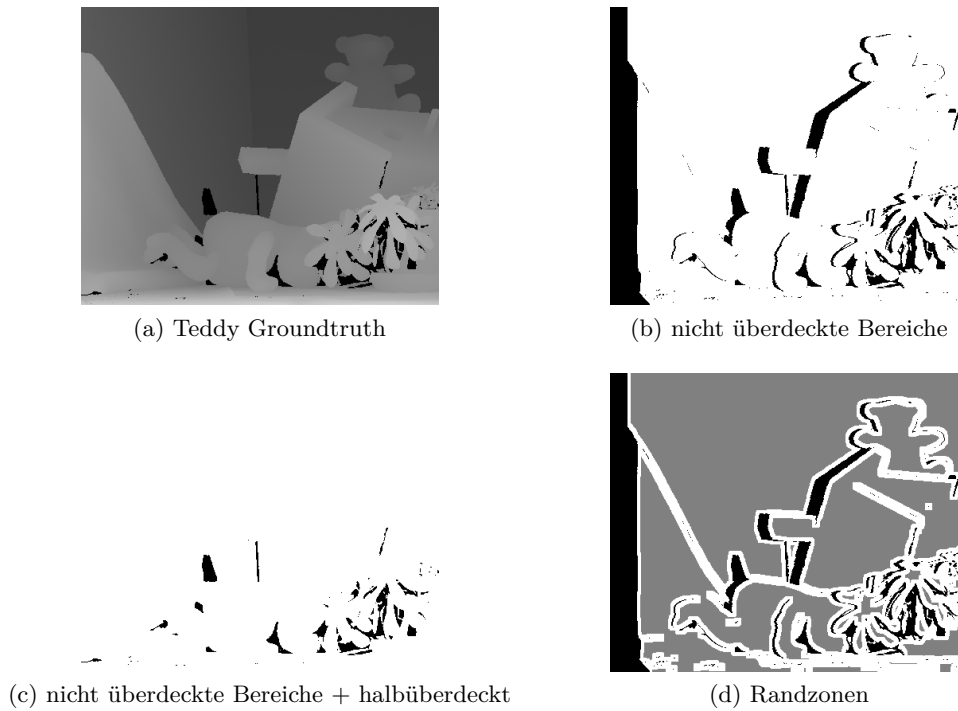 (a) Teddy Groundtruth
(b) nicht überdeckte Bereiche
(c) nicht überdeckte Bereiche + halbüberdeckt
(d) Randzonen